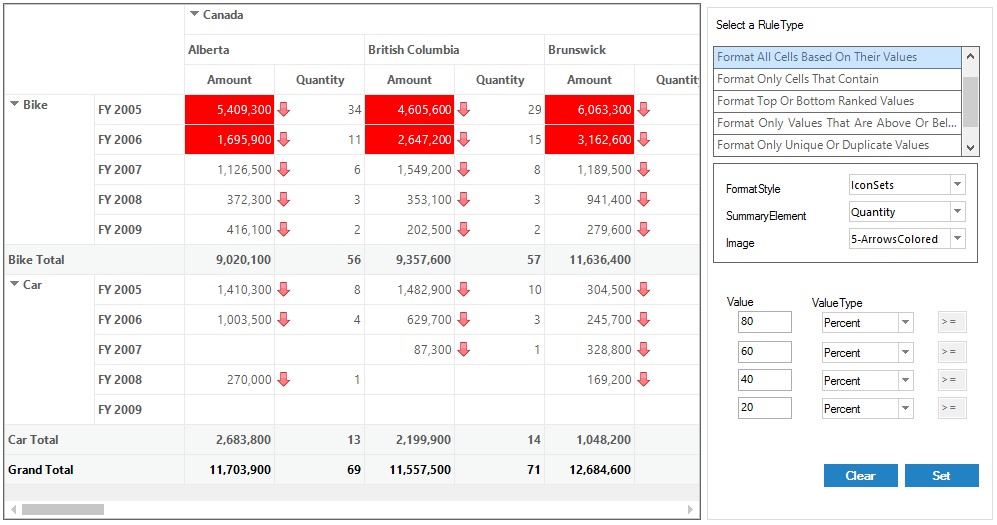 Canada
Alberta British Columbia Brunswick
Amount Quantity Amount Quantity Amount Quantity
Bike FY 2005 5,409,300 34 4,605,600 29 6,063,300
FY 2006 1,695,900 11 2,647,200 15 3,162,600
FY 2007 1,126,500 6 1,549,200 8 1,189,500
FY 2008 372,300 3 353,100 3 941,400
FY 2009 416,100 2 202,500 2 279,600
Bike Total 9,020,100 56 9,357,600 57 11,636,400
Car FY 2005 1,410,300 8 1,482,900 10 304,500
FY 2006 1,003,500 4 629,700 3 245,700
FY 2007 87,300 1 328,800
FY 2008 270,000 1 169,200
FY 2009
Car Total 2,683,800 13 2,199,900 14 1,048,200
Grand Total 11,703,900 69 11,557,500 71 12,684,600
Select a RuleType
Format All Cells Based On Their Values
Format Only Cells That Contain
Format Top Or Bottom Ranked Values
Format Only Values That Are Above Or Bel...
Format Only Unique Or Duplicate Values
FormatStyle IconSets
SummaryElement Quantity
Image 5-ArrowsColored
Value ValueType
80 Percent >=
60 Percent >=
40 Percent >=
20 Percent >=
Clear Set